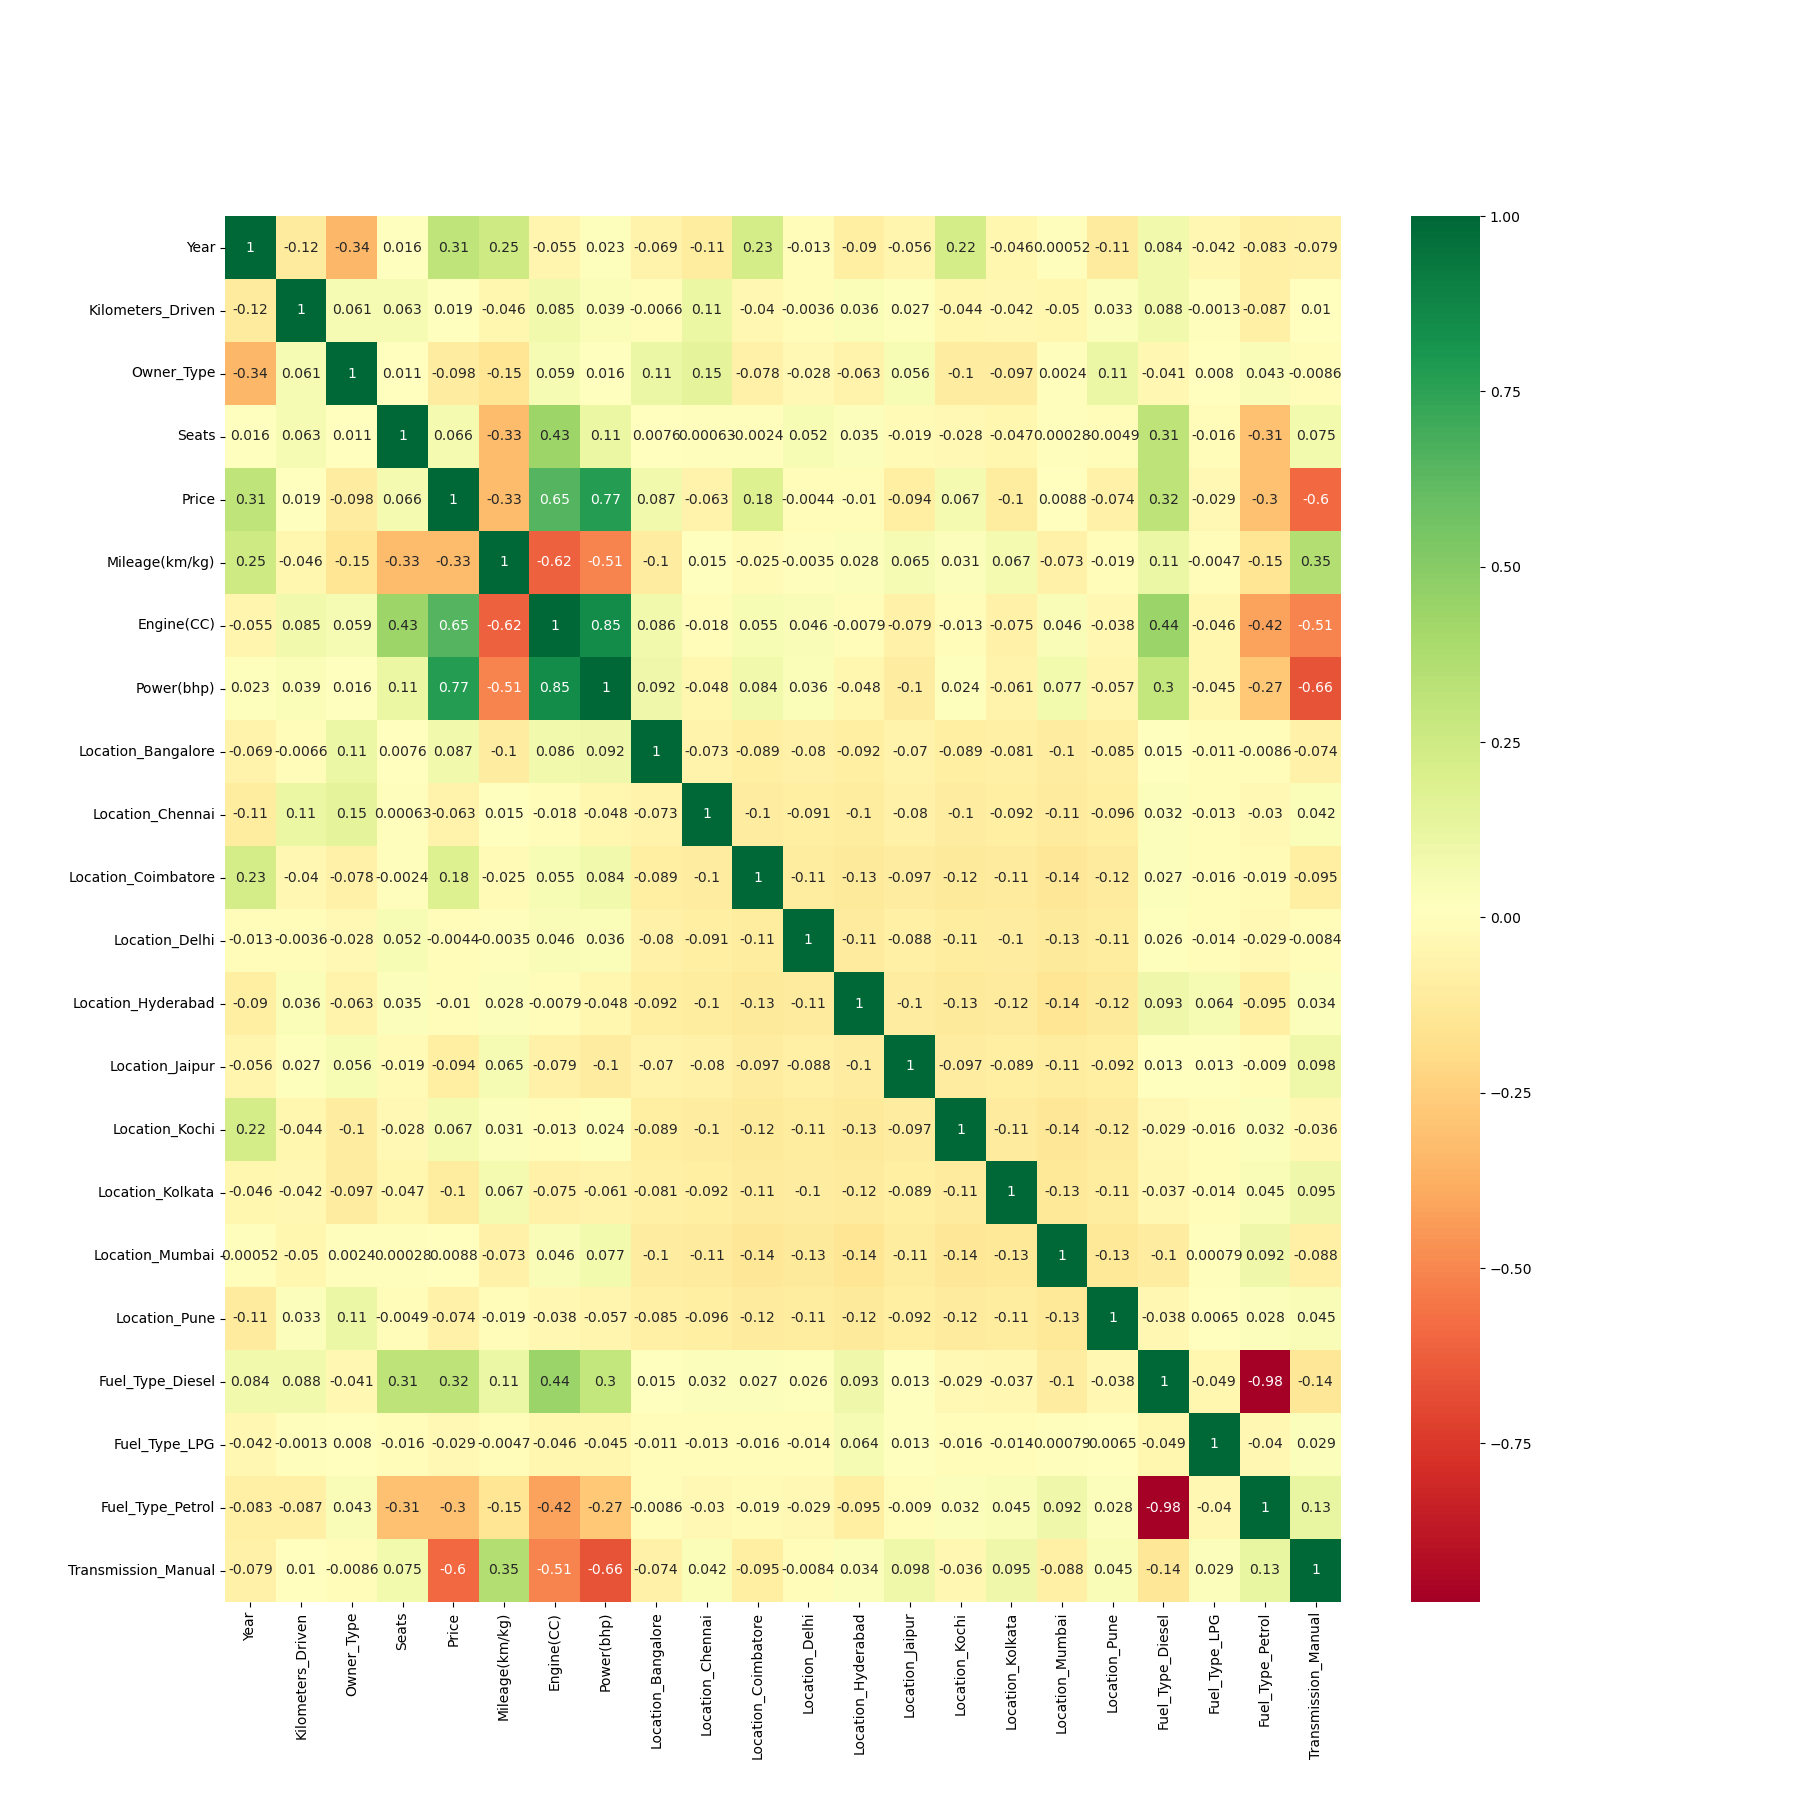 1.00
Year 1 -0.12 -0.34 0.016 0.31 0.25 -0.055 0.023 -0.069 -0.11 0.23 -0.013 -0.09 -0.056 0.22 -0.046 0.00052 -0.11 0.084 -0.042 -0.083 -0.079
Kilometers_Driven -0.12 1 0.061 0.063 0.019 -0.046 0.085 0.039 -0.0066 0.11 -0.04 -0.0036 0.036 0.027 -0.044 -0.042 -0.05 0.033 0.088 -0.0013 -0.087 0.01
Owner_Type -0.34 0.061 1 0.011 -0.098 -0.15 0.059 0.016 0.11 0.15 -0.078 -0.028 -0.063 0.056 -0.1 -0.097 0.0024 0.11 -0.041 0.008 0.043 -0.0086
0.75
Seats 0.016 0.063 0.011 1 0.066 -0.33 0.43 0.11 0.0076 0.00063 -0.0024 0.052 0.035 -0.019 -0.028 -0.047 0.00028 -0.0049 0.31 -0.016 -0.31 0.075
Price 0.31 0.019 -0.098 0.066 1 -0.33 0.65 0.77 0.087 -0.063 0.18 -0.0044 -0.01 -0.094 0.067 -0.1 0.0088 -0.074 0.32 -0.029 -0.3 -0.6
Mileage(km/kg) 0.25 -0.046 -0.15 -0.33 -0.33 1 -0.62 -0.51 -0.1 0.015 -0.025 -0.0035 0.028 0.065 0.031 0.067 -0.073 -0.019 0.11 -0.0047 -0.15 0.35
0.50
Engine(CC) -0.055 0.085 0.059 0.43 0.65 -0.62 1 0.85 0.086 -0.018 0.055 0.046 -0.0079 -0.079 -0.013 -0.075 0.046 -0.038 0.44 -0.046 -0.42 -0.51
Power(bhp) 0.023 0.039 0.016 0.11 0.77 -0.51 0.85 1 0.092 -0.048 0.084 0.036 -0.048 -0.1 0.024 -0.061 0.077 -0.057 0.3 -0.045 -0.27 -0.66
0.25
Location_Bangalore -0.069 -0.0066 0.11 0.0076 0.087 -0.1 0.086 0.092 1 -0.073 -0.089 -0.08 -0.092 -0.07 -0.089 -0.081 -0.1 -0.085 0.015 -0.011 -0.0086 -0.074
Location_Chennai -0.11 0.11 0.15 0.00063 -0.063 0.015 -0.018 -0.048 -0.073 1 -0.1 -0.091 -0.1 -0.08 -0.1 -0.092 -0.11 -0.096 0.032 -0.013 -0.03 0.042
Location_Coimbatore 0.23 -0.04 -0.078 -0.0024 0.18 -0.025 0.055 0.084 -0.089 -0.1 1 -0.11 -0.13 -0.097 -0.12 -0.11 -0.14 -0.12 0.027 -0.016 -0.019 -0.095
0.00
Location_Delhi -0.013 -0.0036 -0.028 0.052 -0.0044 -0.0035 0.046 0.036 -0.08 -0.091 -0.11 1 -0.11 -0.088 -0.11 -0.1 -0.13 -0.11 0.026 -0.014 -0.029 -0.0084
Location_Hyderabad -0.09 0.036 -0.063 0.035 -0.01 0.028 -0.0079 -0.048 -0.092 -0.1 -0.13 -0.11 1 -0.1 -0.13 -0.12 -0.14 -0.12 0.093 0.064 -0.095 0.034
Location_Jaipur -0.056 0.027 0.056 -0.019 -0.094 0.065 -0.079 -0.1 -0.07 -0.08 -0.097 -0.088 -0.1 1 -0.097 -0.089 -0.11 -0.092 0.013 0.013 -0.009 0.098
−0.25
Location_Kochi 0.22 -0.044 -0.1 -0.028 0.067 0.031 -0.013 0.024 -0.089 -0.1 -0.12 -0.11 -0.13 -0.097 1 -0.11 -0.14 -0.12 -0.029 -0.016 0.032 -0.036
Location_Kolkata -0.046 -0.042 -0.097 -0.047 -0.1 0.067 -0.075 -0.061 -0.081 -0.092 -0.11 -0.1 -0.12 -0.089 -0.11 1 -0.13 -0.11 -0.037 -0.014 0.045 0.095
Location_Mumbai 0.00052 -0.05 0.0024 0.00028 0.0088 -0.073 0.046 0.077 -0.1 -0.11 -0.14 -0.13 -0.14 -0.11 -0.14 -0.13 1 -0.13 -0.1 0.00079 0.092 -0.088
−0.50
Location_Pune -0.11 0.033 0.11 -0.0049 -0.074 -0.019 -0.038 -0.057 -0.085 -0.096 -0.12 -0.11 -0.12 -0.092 -0.12 -0.11 -0.13 1 -0.038 0.0065 0.028 0.045
Fuel_Type_Diesel 0.084 0.088 -0.041 0.31 0.32 0.11 0.44 0.3 0.015 0.032 0.027 0.026 0.093 0.013 -0.029 -0.037 -0.1 -0.038 1 -0.049 -0.98 -0.14
Fuel_Type_LPG -0.042 -0.0013 0.008 -0.016 -0.029 -0.0047 -0.046 -0.045 -0.011 -0.013 -0.016 -0.014 0.064 0.013 -0.016 -0.014 0.00079 0.0065 -0.049 1 -0.04 0.029
−0.75
Fuel_Type_Petrol -0.083 -0.087 0.043 -0.31 -0.3 -0.15 -0.42 -0.27 -0.0086 -0.03 -0.019 -0.029 -0.095 -0.009 0.032 0.045 0.092 0.028 -0.98 -0.04 1 0.13
Transmission_Manual -0.079 0.01 -0.0086 0.075 -0.6 0.35 -0.51 -0.66 -0.074 0.042 -0.095 -0.0084 0.034 0.098 -0.036 0.095 -0.088 0.045 -0.14 0.029 0.13 1
Year
Kilometers_Driven
Owner_Type
Seats
Price
Mileage(km/kg)
Engine(CC)
Power(bhp)
Location_Bangalore
Location_Chennai
Location_Coimbatore
Location_Delhi
Location_Hyderabad
Location_Jaipur
Location_Kochi
Location_Kolkata
Location_Mumbai
Location_Pune
Fuel_Type_Diesel
Fuel_Type_LPG
Fuel_Type_Petrol
Transmission_Manual